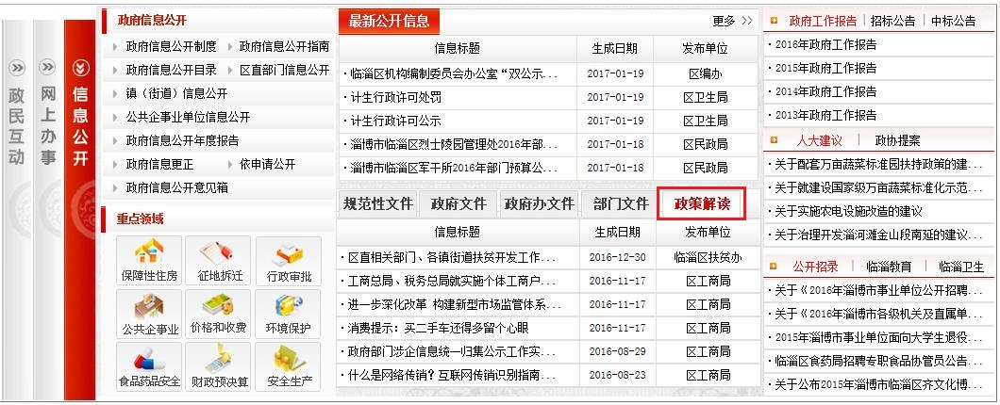 政民互动
网上办事
信息公开
政府信息公开
政府信息公开制度 政府信息公开指南
政府信息公开目录 区直部门信息公开
镇（街道）信息公开
公共企事业单位信息公开
政府信息公开年度报告
政府信息更正 依申请公开
政府信息公开意见箱
重点领域
保障性住房 征地拆迁 行政审批
公共企事业 价格和收费 环境保护
食品药品安全 财政预决算 安全生产
最新公开信息 更多 >>
信息标题 生成日期 发布单位
·临淄区机构编制委员会办公室“双公示... 2017-01-19 区编办
·计生行政许可处罚 2017-01-19 区卫生局
·计生行政许可公示 2017-01-19 区卫生局
·淄博市临淄区烈士陵园管理处2016年部... 2017-01-18 区民政局
·淄博市临淄区军干所2016年部门预算公... 2017-01-18 区民政局
规范性文件 政府文件 政府办文件 部门文件 政策解读
信息标题 生成日期 发布单位
·区直相关部门、各镇街道扶贫开发工作... 2016-12-30 临淄区扶贫办
·工商总局、税务总局就实施个体工商户... 2016-11-17 区工商局
·进一步深化改革 构建新型市场监管体系... 2016-11-17 区工商局
·消费提示：买二手车还得多留个心眼 2016-11-17 区工商局
·政府部门涉企信息统一归集公示工作实... 2016-08-29 区工商局
·什么是网络传销？互联网传销识别指南... 2016-08-23 区工商局
政府工作报告 | 招标公告 | 中标公告
·2016年政府工作报告
·2015年政府工作报告
·2014年政府工作报告
·2013年政府工作报告
人大建议 | 政协提案
·关于配套万亩蔬菜标准园扶持政策的建...
·关于就建设国家级万亩蔬菜标准化示范...
·关于实施农电设施改造的建议
·关于治理开发淄河滩金山段南延的建议...
公开招录 | 临淄教育 | 临淄卫生
·关于《2016年淄博市事业单位公开招聘...
·关于《2016年淄博市各级机关及直属单...
·2015年淄博市事业单位面向大学生退役...
·临淄区食药局招聘专职食品协管员公告...
·关于公布2015年淄博市临淄区齐文化博...